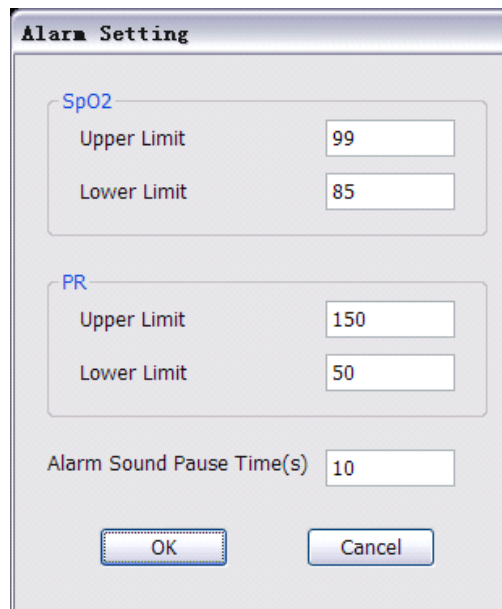 Alarm Setting
SpO2
Upper Limit 99
Lower Limit 85
PR
Upper Limit 150
Lower Limit 50
Alarm Sound Pause Time(s) 10
OK Cancel